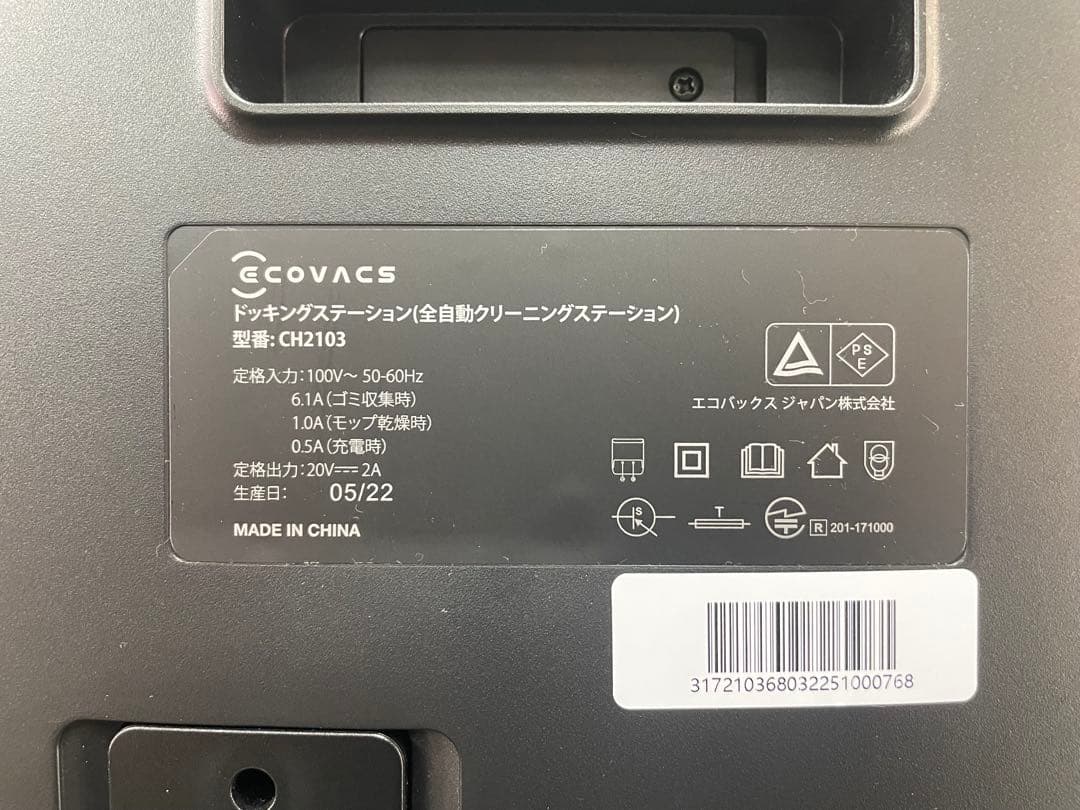 ECOVACS
ドッキングステーション(全自動クリーニングステーション)
型番: CH2103
定格入力:100V～ 50-60Hz
6.1A(ゴミ収集時)
1.0A(モップ乾燥時)
0.5A(充電時)
定格出力:20V⎓2A
生産日: 05/22
MADE IN CHINA
PSE
エコバックス ジャパン株式会社
S
T
R 201-171000
317210368032251000768